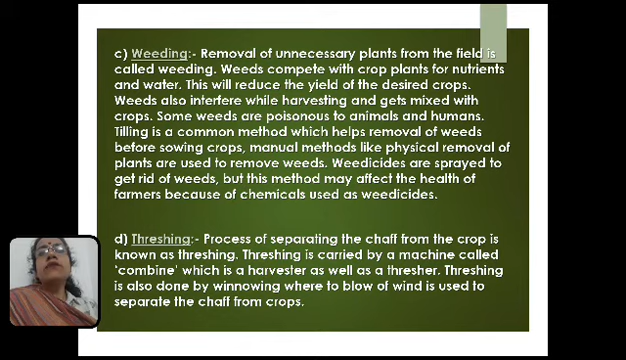 c) Weeding:- Removal of unnecessary plants from the field is
called weeding. Weeds compete with crop plants for nutrients
and water. This will reduce the yield of the desired crops.
Weeds also interfere while harvesting and gets mixed with
crops. Some weeds are poisonous to animals and humans.
Tilling is a common method which helps removal of weeds
before sowing crops, manual methods like physical removal of
plants are used to remove weeds. Weedicides are sprayed to
get rid of weeds, but this method may affect the health of
farmers because of chemicals used as weedicides.
d) Threshing:- Process of separating the chaff from the crop is
known as threshing. Threshing is carried by a machine called
‘combine’ which is a harvester as well as a thresher. Threshing
is also done by winnowing where to blow of wind is used to
separate the chaff from crops.